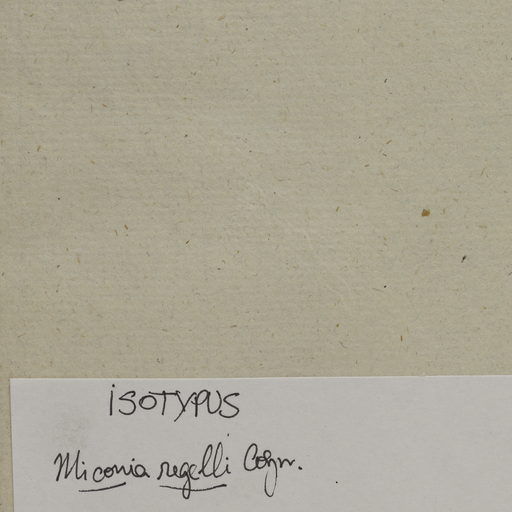 ISOTYPUS
Miconia regelli Cogn.